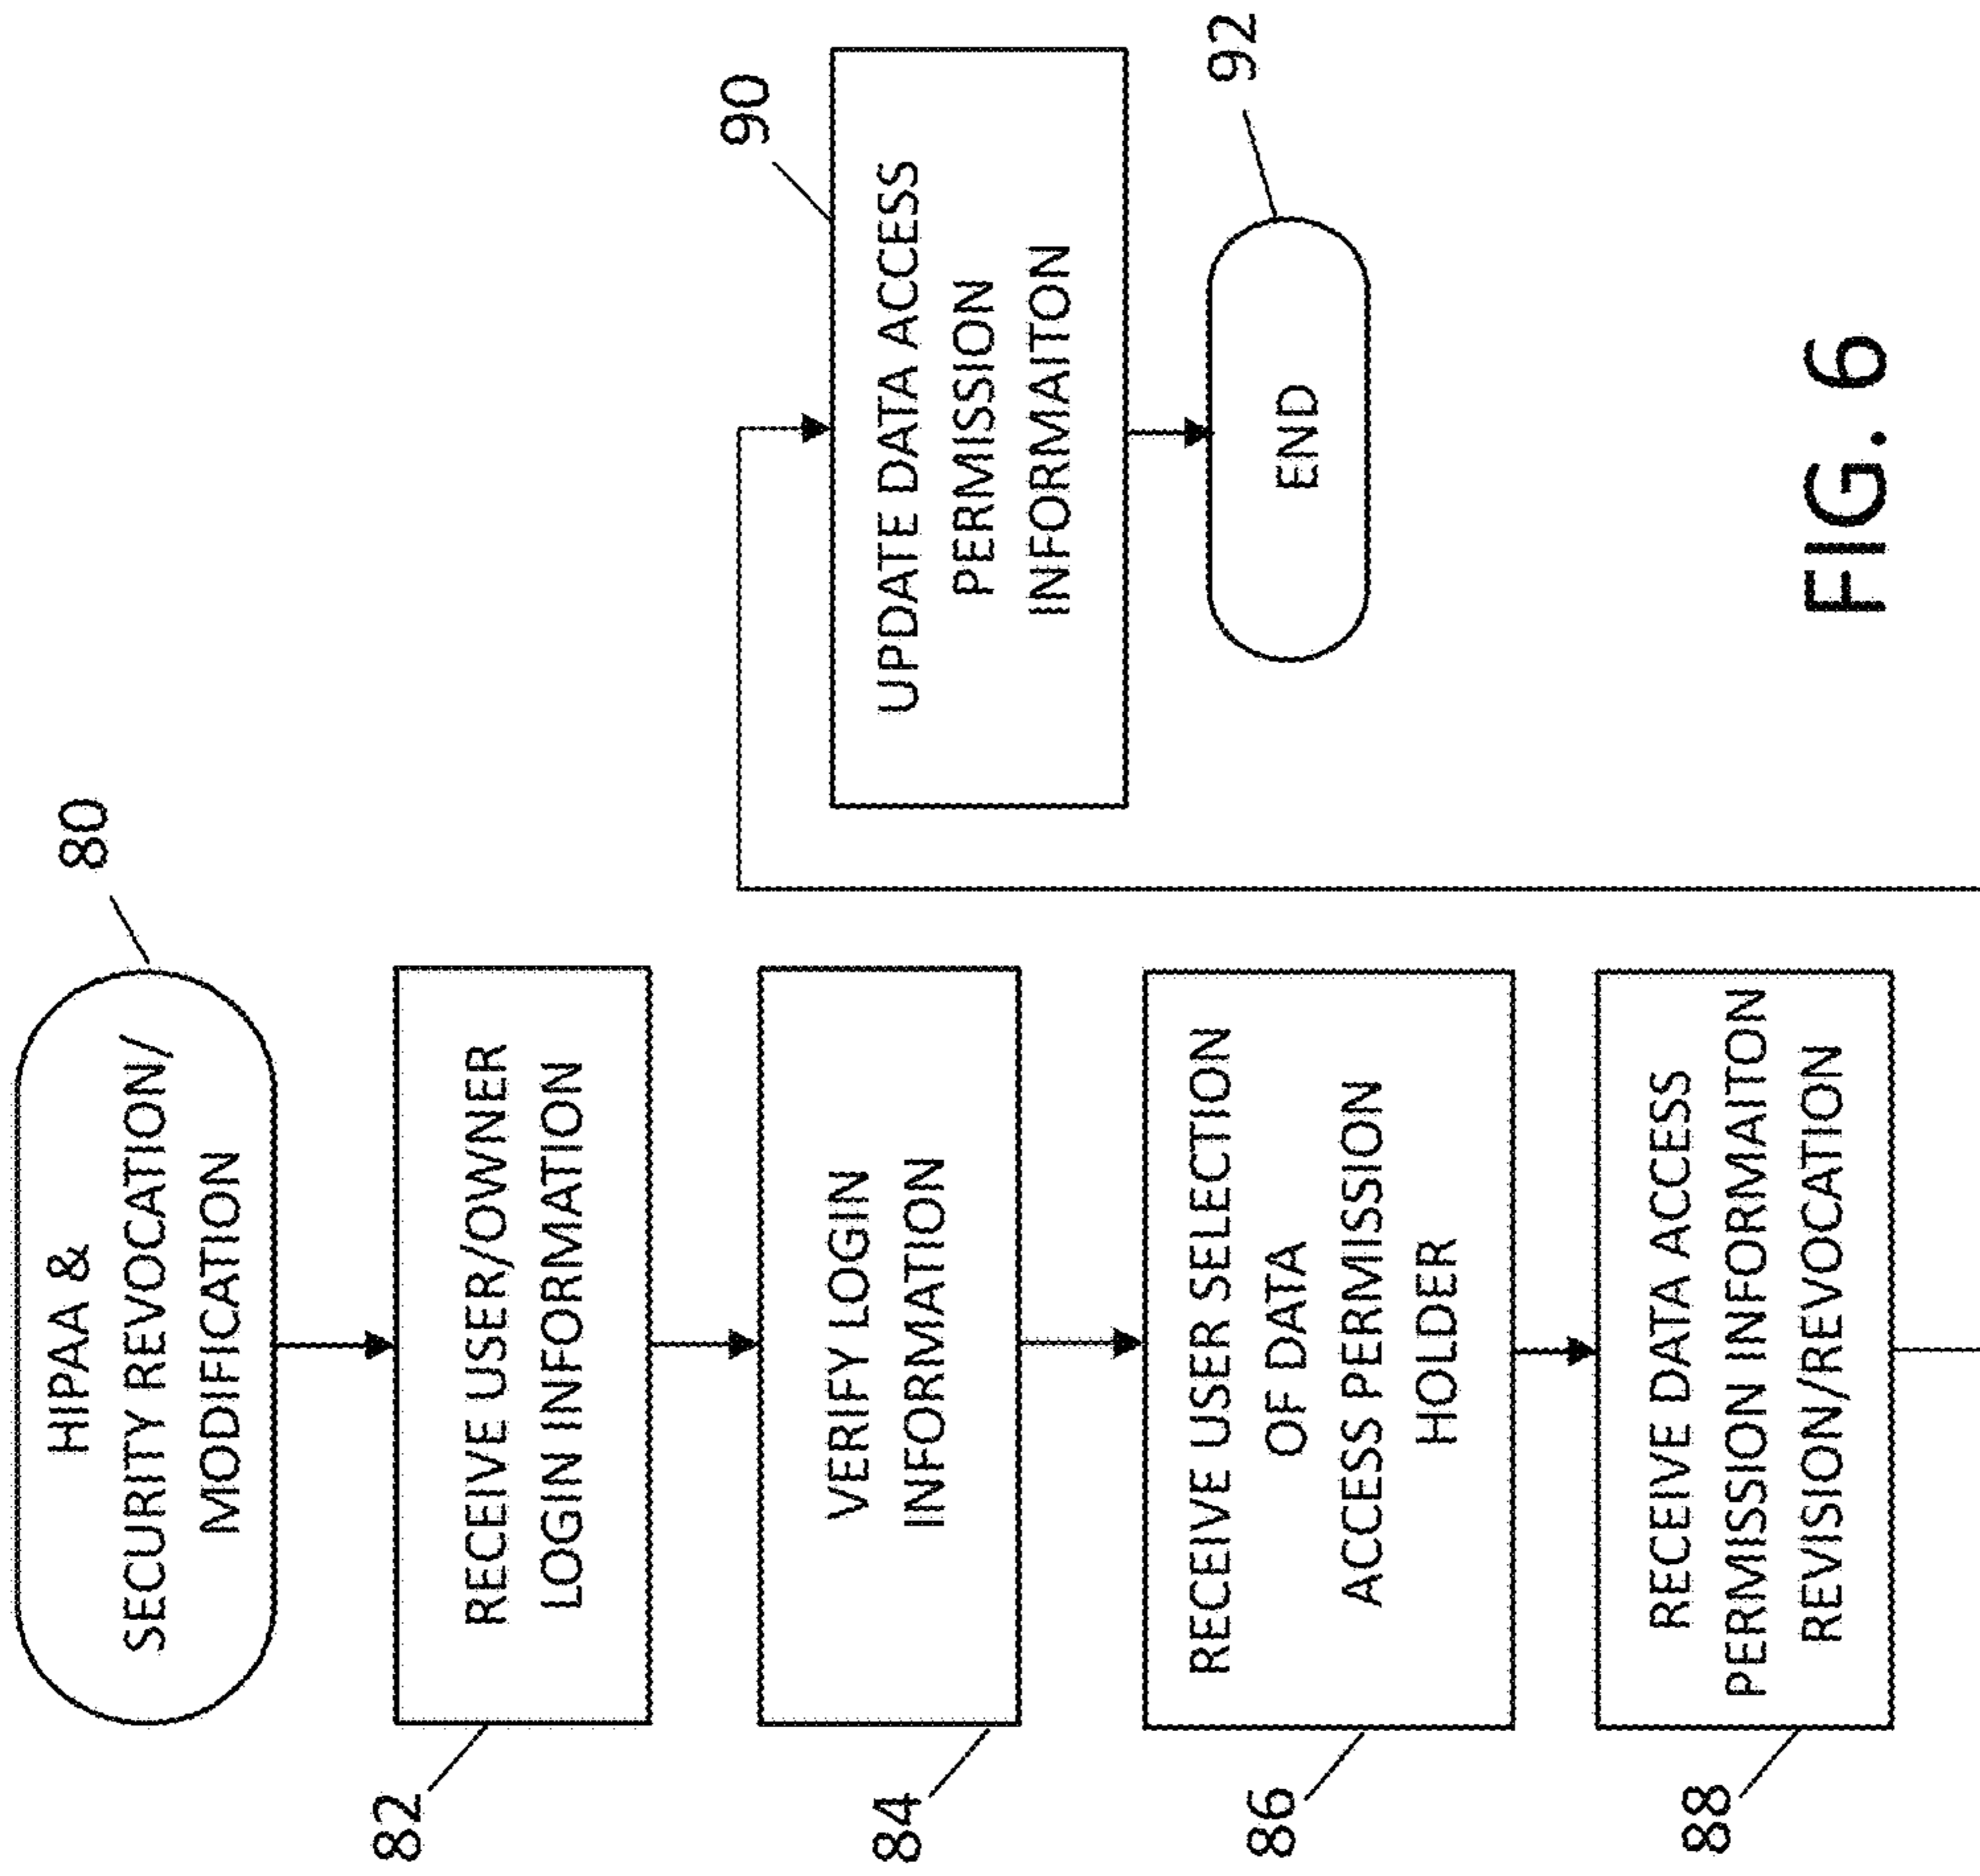 80
HIPAA &
SECURITY REVOCATION/
MODIFICATION
82
RECEIVE USER/OWNER
LOGIN INFORMATION
84
VERIFY LOGIN
INFORMATION
86
RECEIVE USER SELECTION
OF DATA
ACCESS PERMISSION
HOLDER
88
RECEIVE DATA ACCESS
PERMISSION INFORMAITON
REVISION/REVOCATION
90
UPDATE DATA ACCESS
PERMISSION
INFORMAITON
92
END
FIG. 6